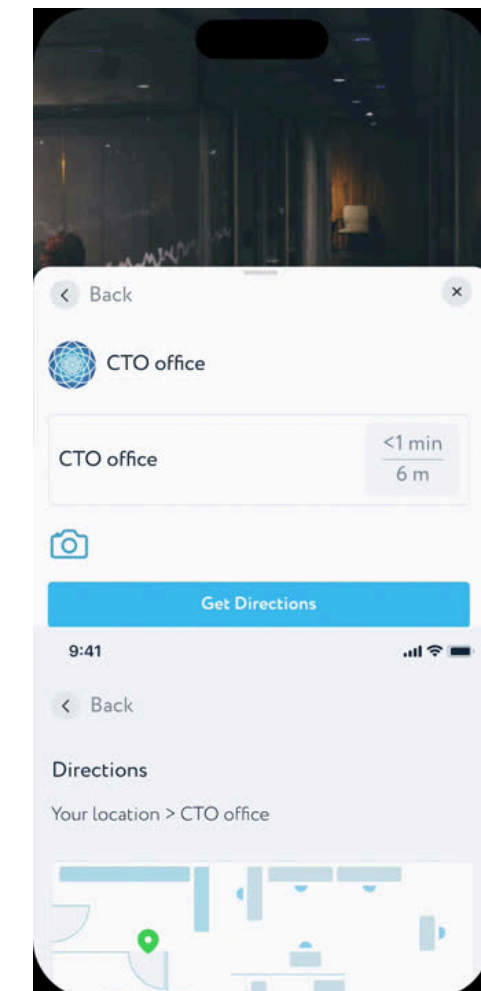 Back
CTO office
CTO office
<1 min
6 m
Get Directions
9:41
Back
Directions
Your location > CTO office